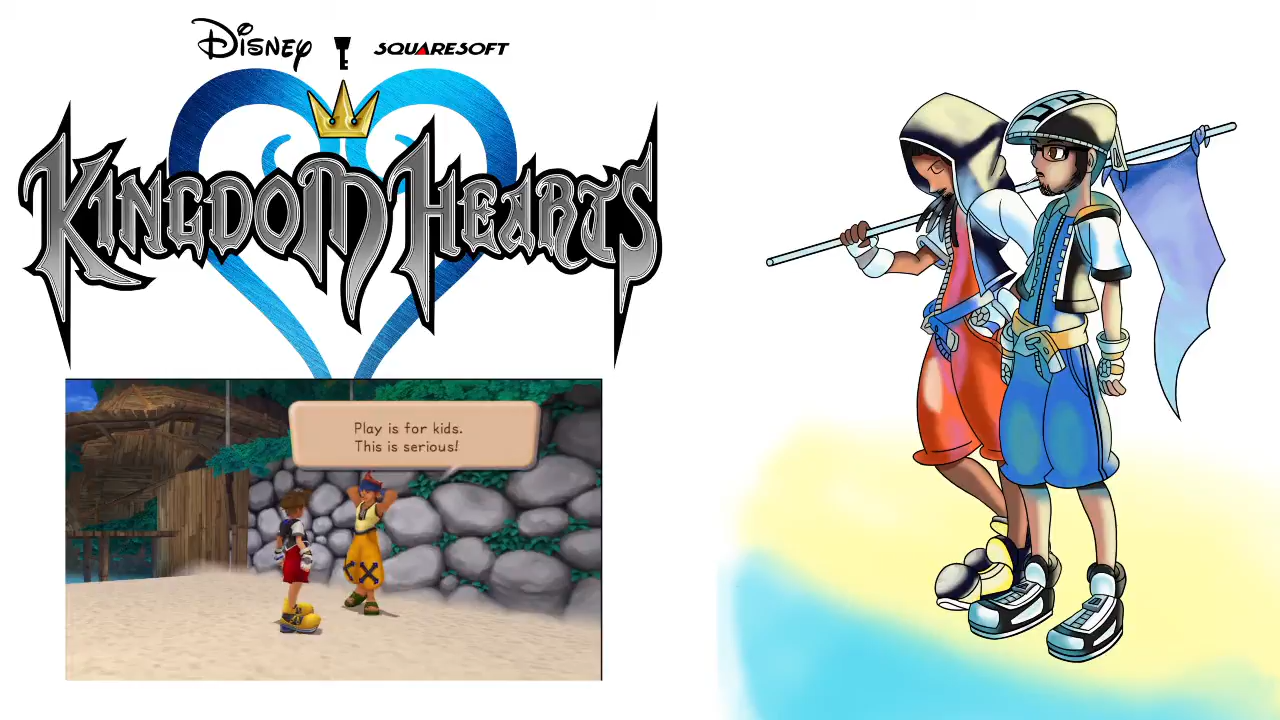 Disney SQUARESOFT
KINGDOM HEARTS
Play is for kids.
This is serious!